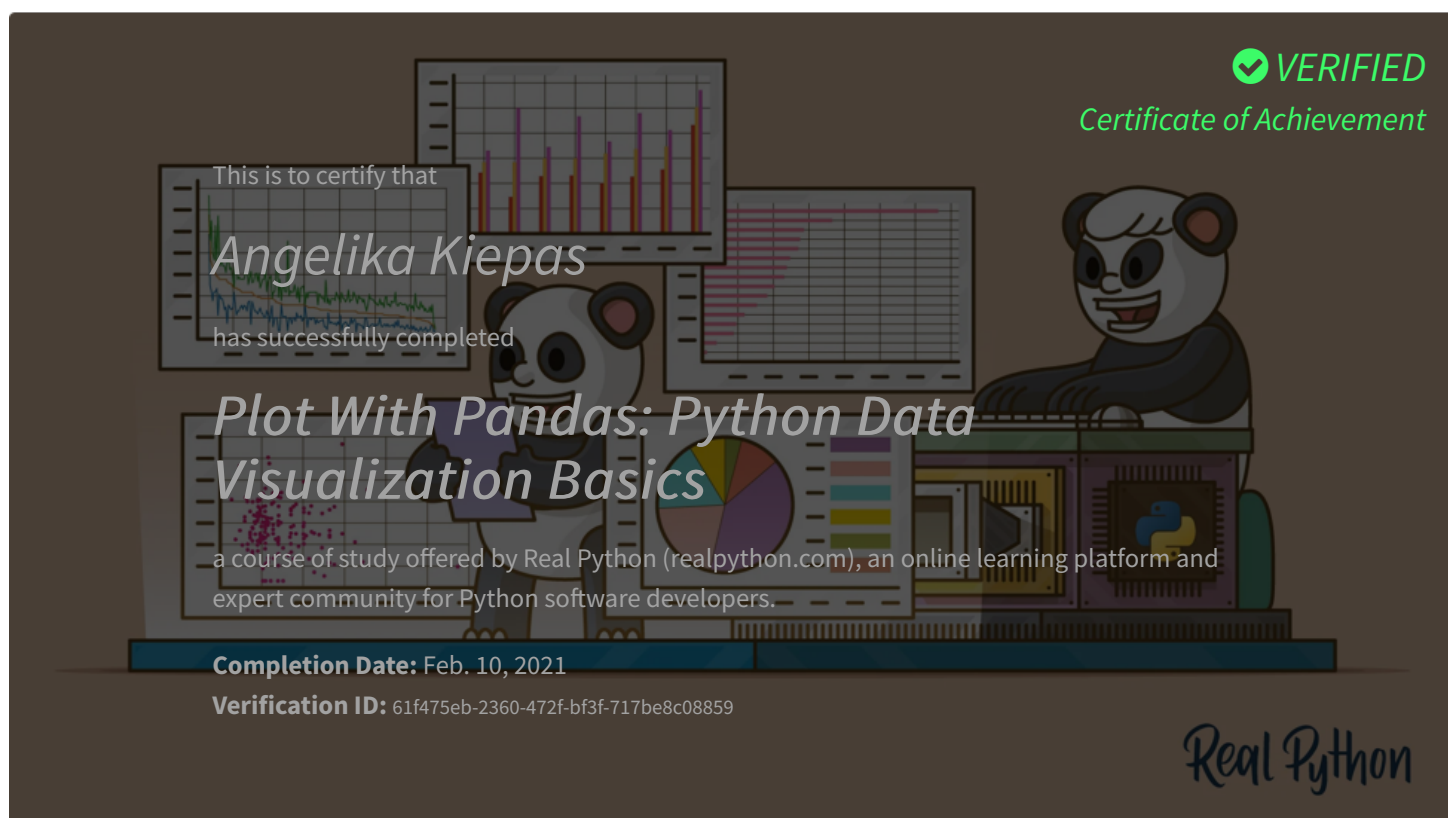 VERIFIED
Certificate of Achievement
This is to certify that
Angelika Kiepas
has successfully completed
Plot With Pandas: Python Data
Visualization Basics
a course of study offered by Real Python (realpython.com), an online learning platform and
expert community for Python software developers.
Completion Date: Feb. 10, 2021
Verification ID: 61f475eb-2360-472f-bf3f-717be8c08859
Real Python